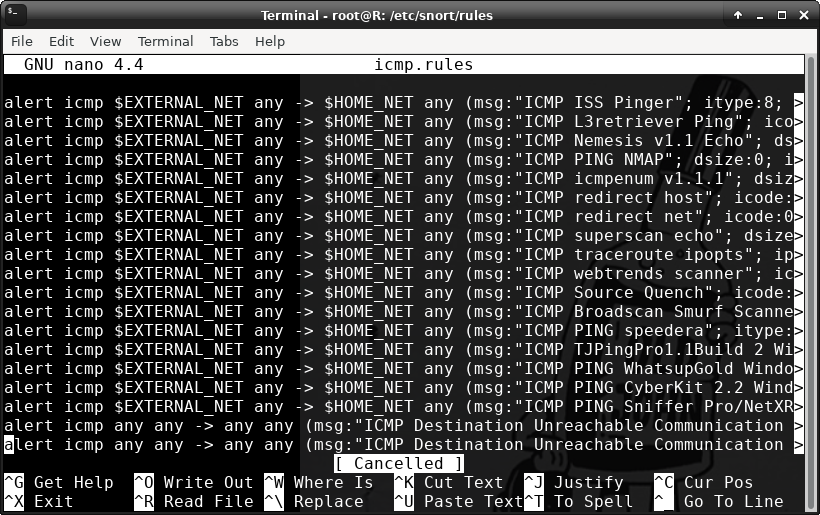 Terminal - root@R: /etc/snort/rules
File Edit View Terminal Tabs Help
GNU nano 4.4 icmp.rules
alert icmp $EXTERNAL_NET any -> $HOME_NET any (msg:"ICMP ISS Pinger"; itype:8; >
alert icmp $EXTERNAL_NET any -> $HOME_NET any (msg:"ICMP L3retriever Ping"; ico>
alert icmp $EXTERNAL_NET any -> $HOME_NET any (msg:"ICMP Nemesis v1.1 Echo"; ds>
alert icmp $EXTERNAL_NET any -> $HOME_NET any (msg:"ICMP PING NMAP"; dsize:0; i>
alert icmp $EXTERNAL_NET any -> $HOME_NET any (msg:"ICMP icmpenum v1.1.1"; dsiz>
alert icmp $EXTERNAL_NET any -> $HOME_NET any (msg:"ICMP redirect host"; icode:>
alert icmp $EXTERNAL_NET any -> $HOME_NET any (msg:"ICMP redirect net"; icode:0>
alert icmp $EXTERNAL_NET any -> $HOME_NET any (msg:"ICMP superscan echo"; dsize>
alert icmp $EXTERNAL_NET any -> $HOME_NET any (msg:"ICMP traceroute ipopts"; ip>
alert icmp $EXTERNAL_NET any -> $HOME_NET any (msg:"ICMP webtrends scanner"; ic>
alert icmp $EXTERNAL_NET any -> $HOME_NET any (msg:"ICMP Source Quench"; icode:>
alert icmp $EXTERNAL_NET any -> $HOME_NET any (msg:"ICMP Broadscan Smurf Scanne>
alert icmp $EXTERNAL_NET any -> $HOME_NET any (msg:"ICMP PING speedera"; itype:>
alert icmp $EXTERNAL_NET any -> $HOME_NET any (msg:"ICMP TJPingPro1.1Build 2 Wi>
alert icmp $EXTERNAL_NET any -> $HOME_NET any (msg:"ICMP PING WhatsupGold Windo>
alert icmp $EXTERNAL_NET any -> $HOME_NET any (msg:"ICMP PING CyberKit 2.2 Wind>
alert icmp $EXTERNAL_NET any -> $HOME_NET any (msg:"ICMP PING Sniffer Pro/NetXR>
alert icmp any any -> any any (msg:"ICMP Destination Unreachable Communication >
alert icmp any any -> any any (msg:"ICMP Destination Unreachable Communication >
[ Cancelled ]
^G Get Help ^O Write Out ^W Where Is ^K Cut Text ^J Justify ^C Cur Pos
^X Exit ^R Read File ^\ Replace ^U Paste Text ^T To Spell ^_ Go To Line